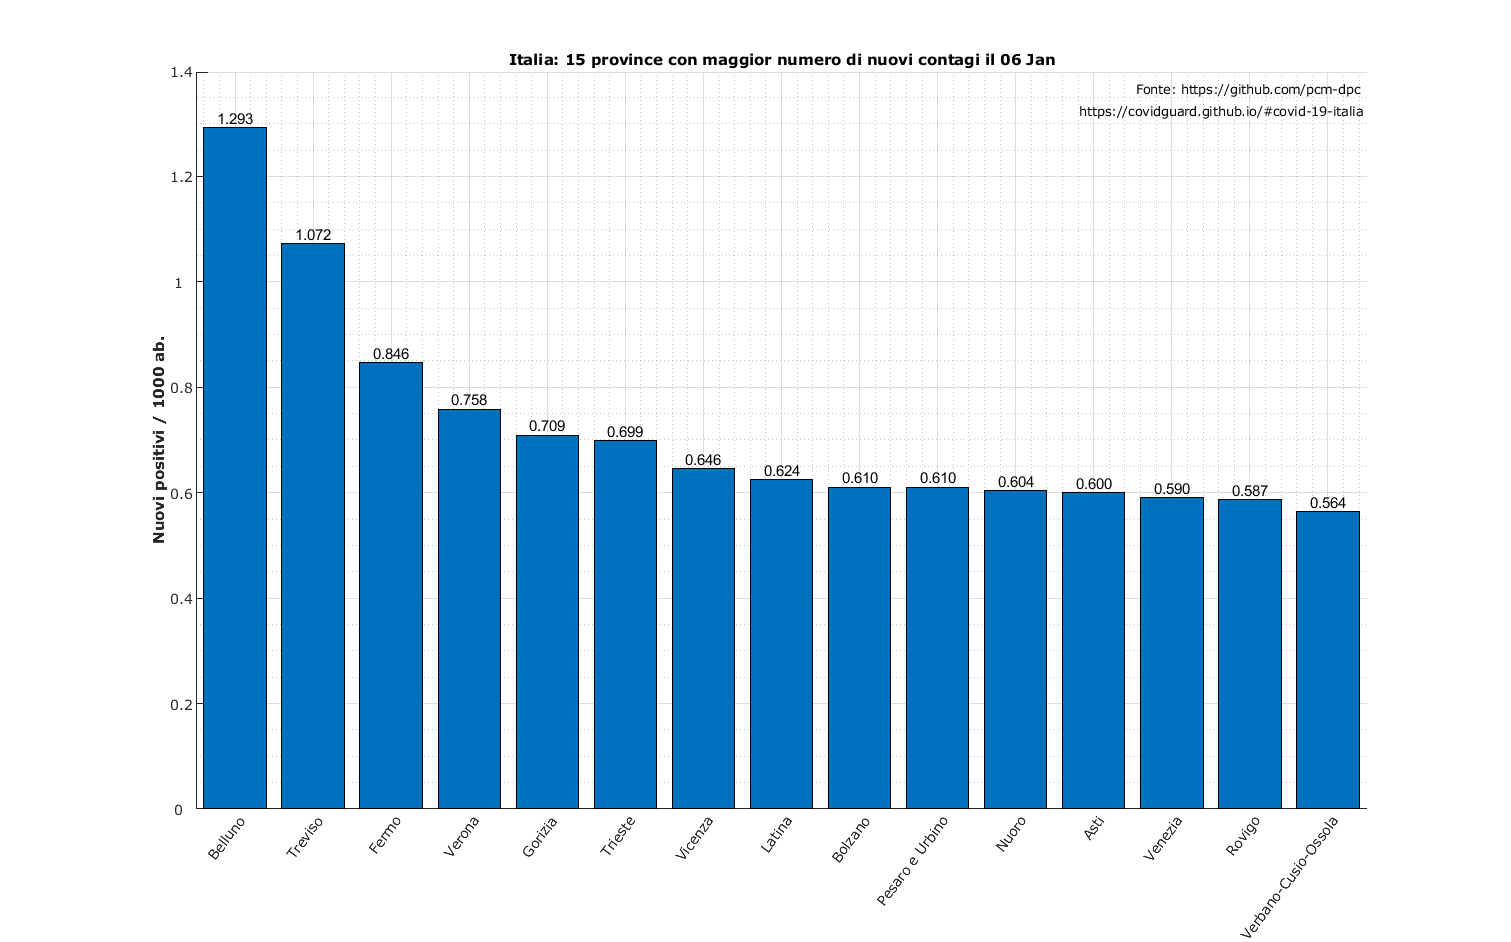 Italia: 15 province con maggior numero di nuovi contagi il 06 Jan
Fonte: https://github.com/pcm-dpc
https://covidguard.github.io/#covid-19-italia
Nuovi positivi / 1000 ab.
1.4
1.2
1
0.8
0.6
0.4
0.2
0
1.293
1.072
0.846
0.758
0.709
0.699
0.646
0.624
0.610
0.610
0.604
0.600
0.590
0.587
0.564
Belluno
Treviso
Fermo
Verona
Gorizia
Trieste
Vicenza
Latina
Bolzano
Pesaro e Urbino
Nuoro
Asti
Venezia
Rovigo
Verbano-Cusio-Ossola